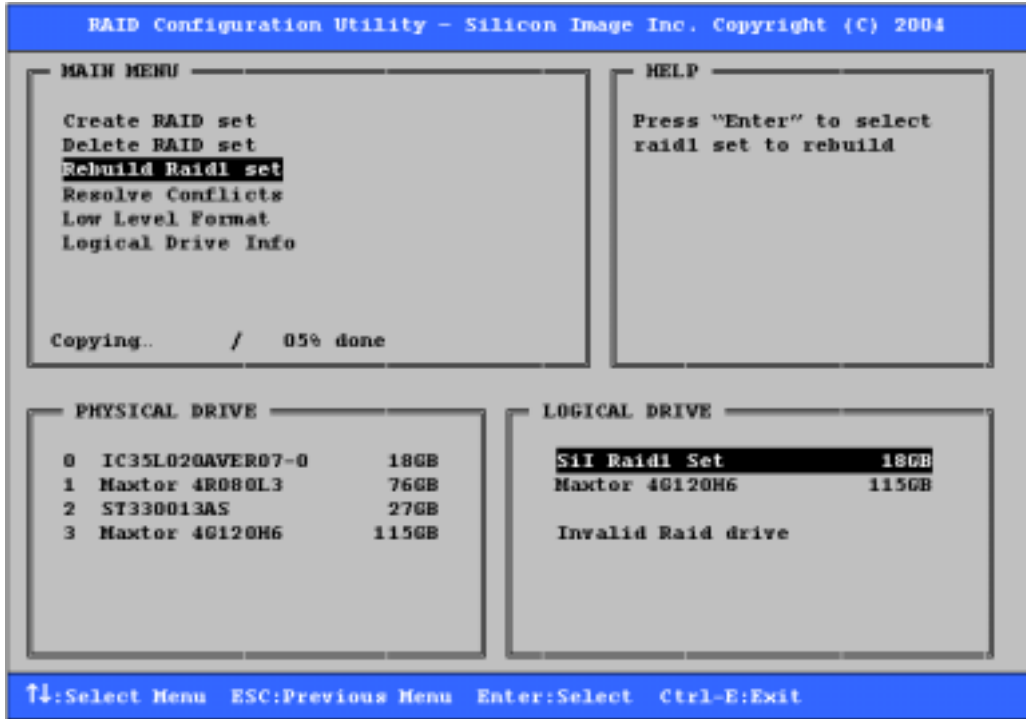 RAID Configuration Utility - Silicon Image Inc. Copyright (C) 2004
MAIN MENU
Create RAID set
Delete RAID set
Rebuild Raid1 set
Resolve Conflicts
Low Level Format
Logical Drive Info
Copying.. / 05% done
HELP
Press “Enter” to select
raid1 set to rebuild
PHYSICAL DRIVE
0 IC35L020AVER07-0 18GB
1 Maxtor 4R080L3 76GB
2 ST330013AS 27GB
3 Maxtor 4G120H6 115GB
LOGICAL DRIVE
SiI Raid1 Set 18GB
Maxtor 4G120H6 115GB
Invalid Raid drive
↑↓:Select Menu ESC:Previous Menu Enter:Select Ctrl-E:Exit